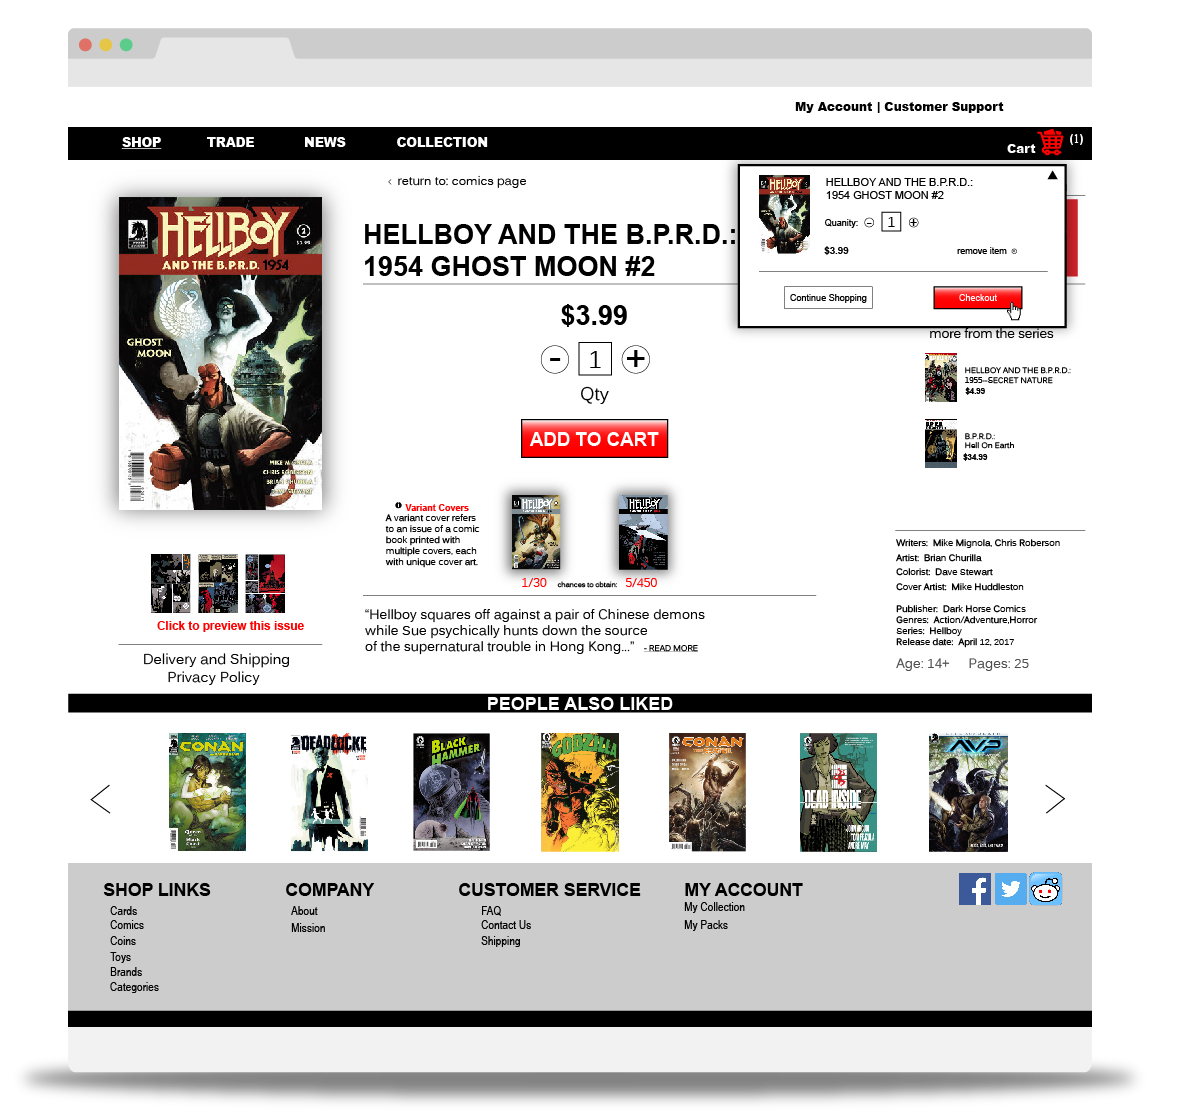 My Account | Customer Support
SHOP
TRADE
NEWS
COLLECTION
Cart
(1)
‹ return to: comics page
HELLBOY AND THE B.P.R.D.:
1954 GHOST MOON #2
Quanity:
1
$3.99
remove item
Continue Shopping
Checkout
HELLBOY
AND THE B.P.R.D. 1954
$3.99
GHOST
MOON
HELLBOY AND THE B.P.R.D.:
1954 GHOST MOON #2
$3.99
- 1 +
Qty
ADD TO CART
more from the series
HELLBOY AND THE B.P.R.D.:
1955–SECRET NATURE
$4.99
B.P.R.D.:
Hell On Earth
$34.99
Variant Covers
A variant cover refers
to an issue of a comic
book printed with
multiple covers, each
with unique cover art.
HELLBOY
HELLBOY
1/30
chances to obtain:
5/450
Click to preview this issue
Delivery and Shipping
Privacy Policy
“Hellboy squares off against a pair of Chinese demons
while Sue psychically hunts down the source
of the supernatural trouble in Hong Kong...”
- READ MORE
Writers: Mike Mignola, Chris Roberson
Artist: Brian Churilla
Colorist: Dave Stewart
Cover Artist: Mike Huddleston
Publisher: Dark Horse Comics
Genres: Action/Adventure,Horror
Series: Hellboy
Release date: April 12, 2017
Age: 14+ Pages: 25
PEOPLE ALSO LIKED
CONAN
DEADLOCKE
BLACK
HAMMER
GODZILLA
CONAN
DEAD INSIDE
AVP
SHOP LINKS
Cards
Comics
Coins
Toys
Brands
Categories
COMPANY
About
Mission
CUSTOMER SERVICE
FAQ
Contact Us
Shipping
MY ACCOUNT
My Collection
My Packs